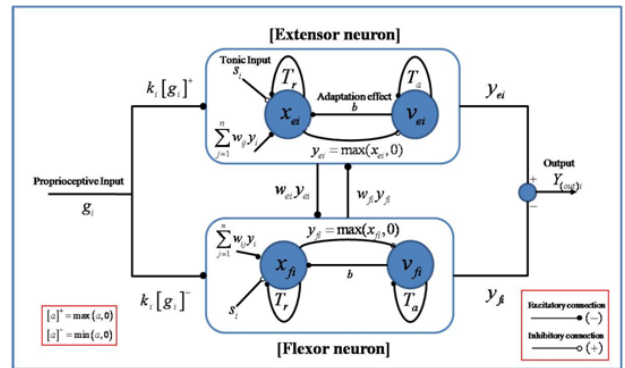 [Extensor neuron]
Tonic Input
s_i
T_r
T_a
k_i [g_i]^+
x_ei
Adaptation effect
b
v_ei
y_ei
∑_{j=1}^{n} w_ij y_i
y_ei = max(x_ei, 0)
Proprioceptive Input
g_i
w_ei y_ei
w_fi y_fi
Output
Y_(out)i
+
−
∑_{j=1}^{n} w_ij y_i
y_fi = max(x_fi, 0)
x_fi
b
v_fi
k_i [g_i]^-
s_i
T_r
T_a
y_fi
[Flexor neuron]
[a]^+ = max(a,0)
[a]^- = min(a,0)
Excitatory connection
(−)
Inhibitory connection
(+)